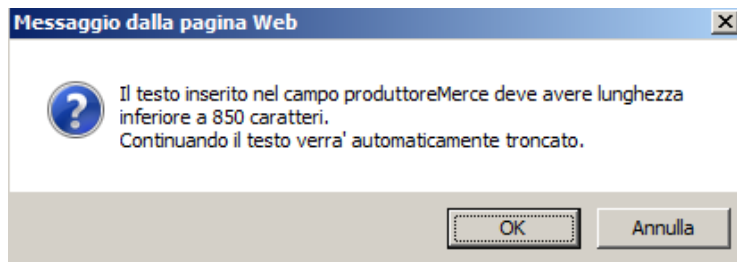 Messaggio dalla pagina Web
Il testo inserito nel campo produttoreMerce deve avere lunghezza
inferiore a 850 caratteri.
Continuando il testo verra' automaticamente troncato.
OK
Annulla